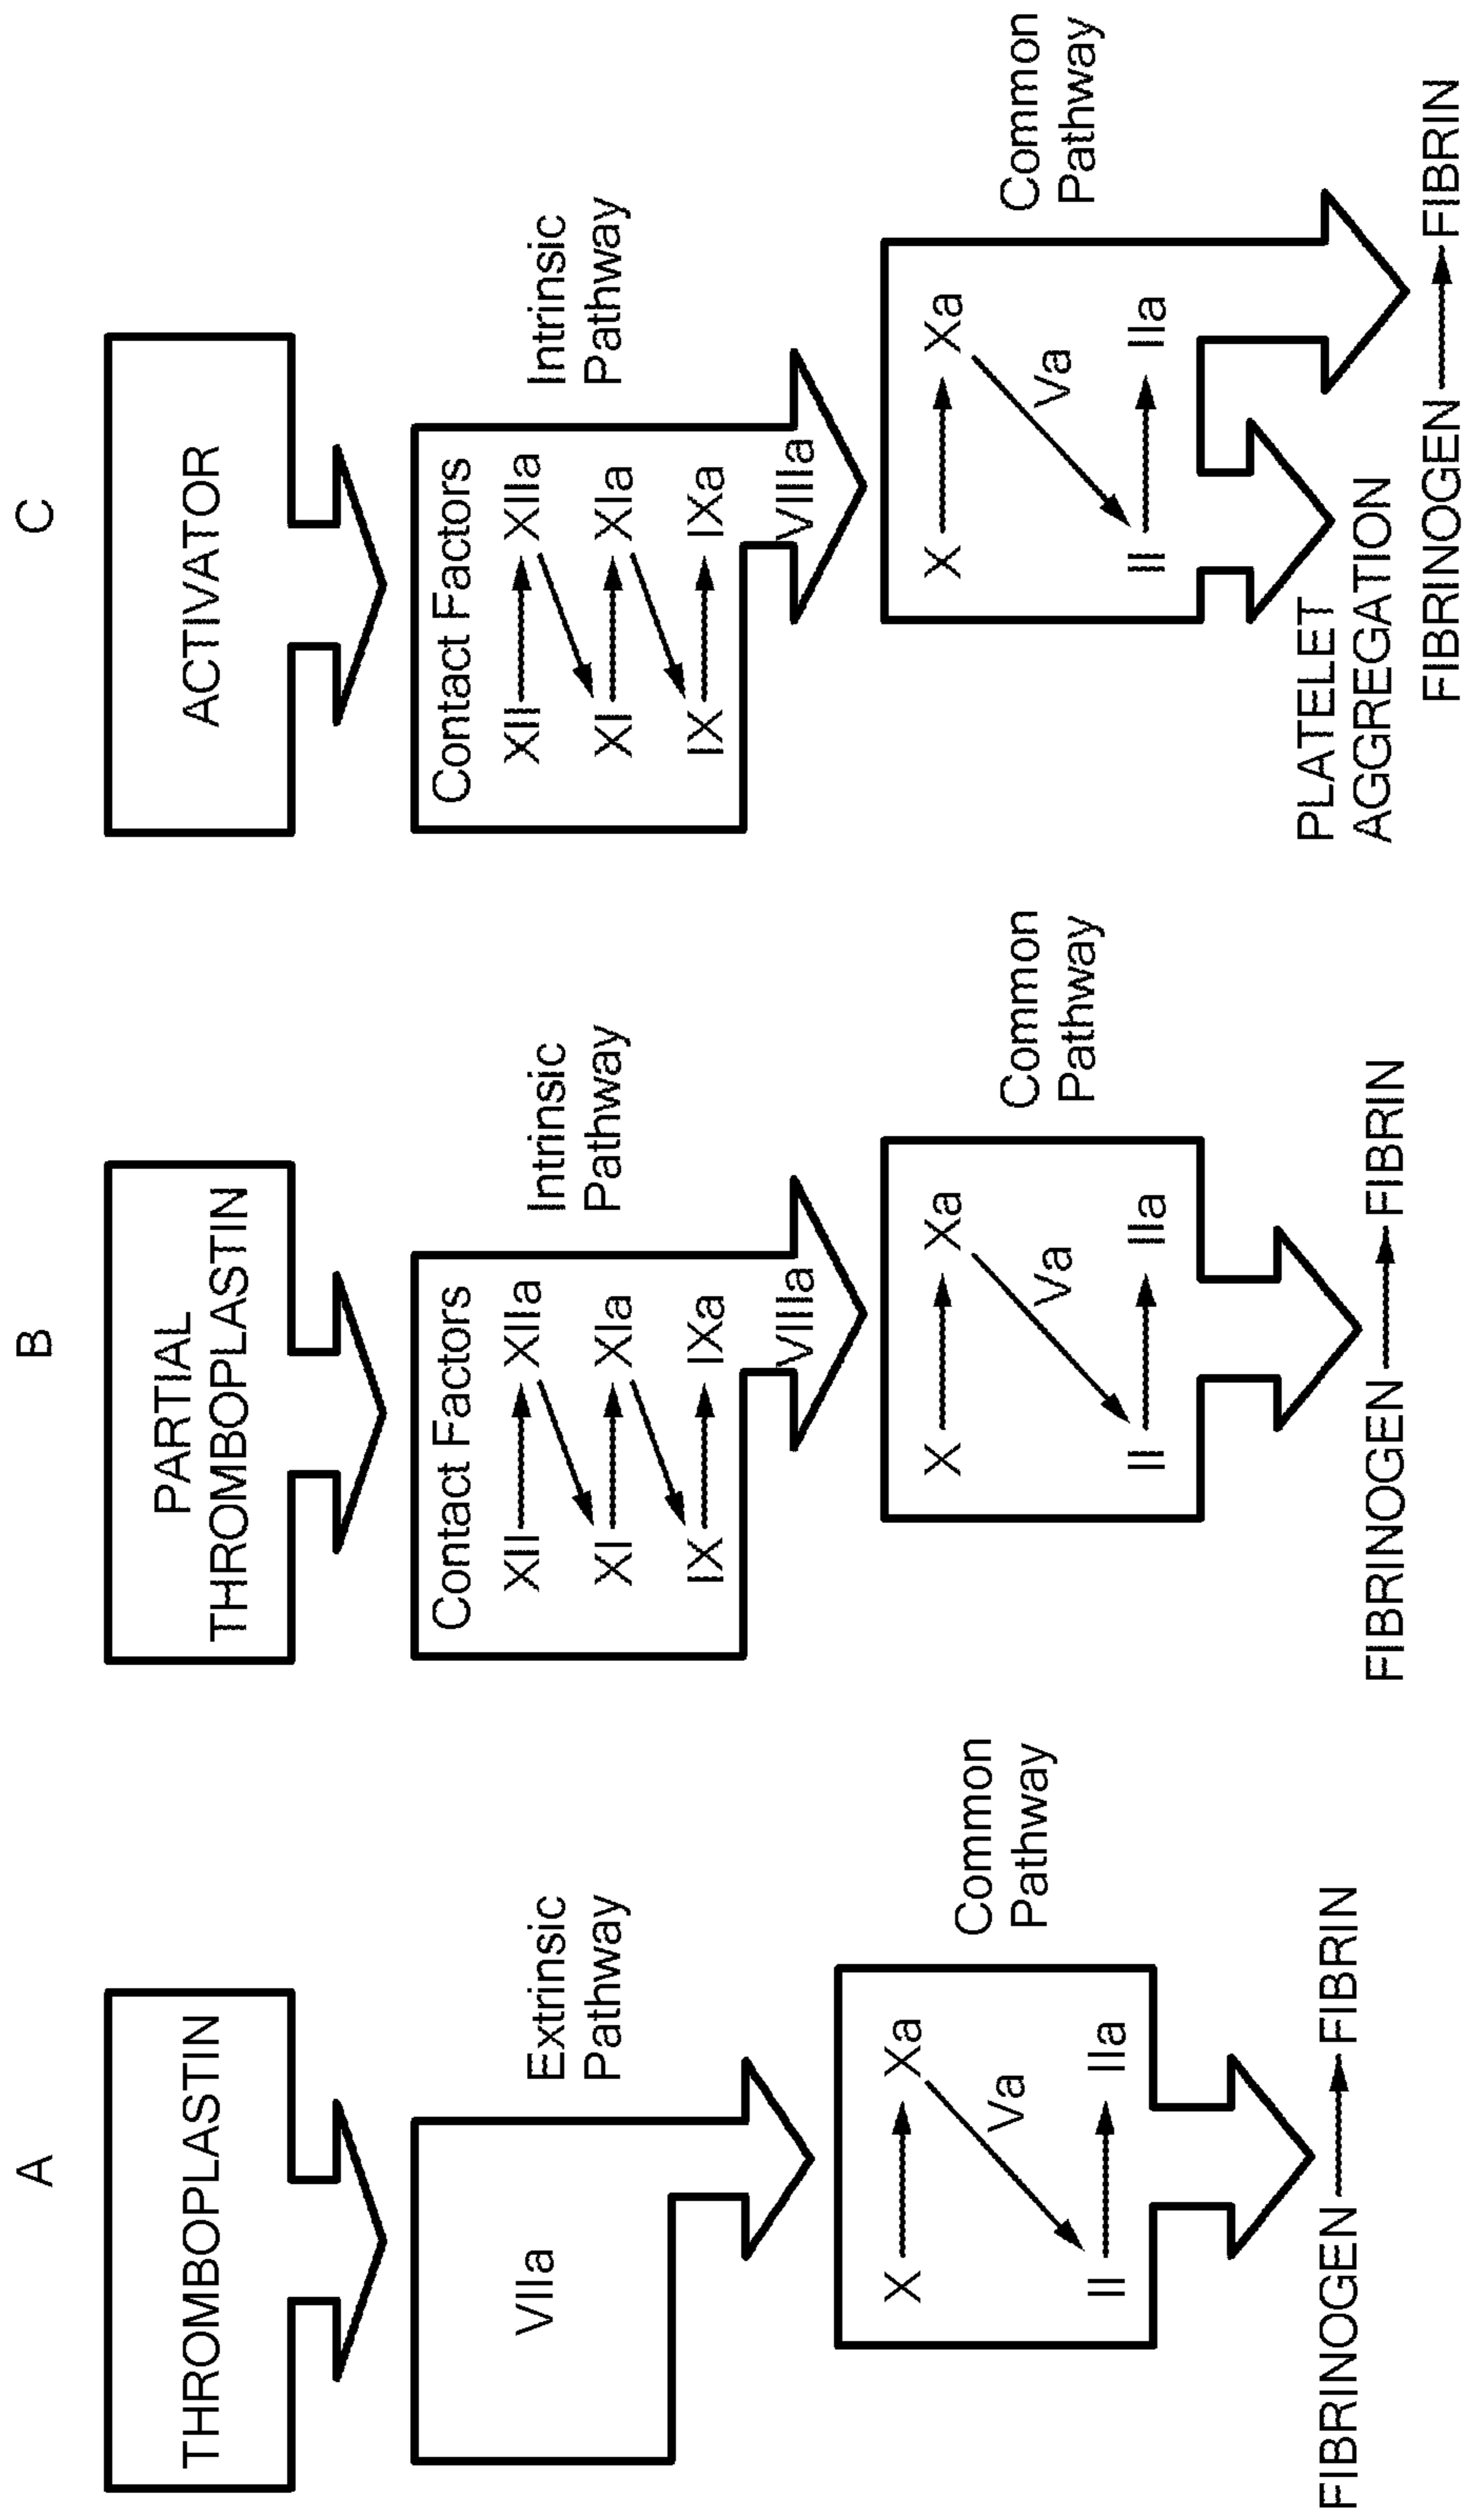 A
THROMBOPLASTIN
VIIa
Extrinsic
Pathway
X Xa
Va
II IIa
Common
Pathway
FIBRINOGEN FIBRIN
B
PARTIAL
THROMBOPLASTIN
Contact Factors
XII XIIa
XI XIa
IX IXa
VIIIa
Intrinsic
Pathway
X Xa
Va
II IIa
Common
Pathway
FIBRINOGEN FIBRIN
C
ACTIVATOR
Contact Factors
XII XIIa
XI XIa
IX IXa
VIIIa
Intrinsic
Pathway
X Xa
Va
II IIa
Common
Pathway
PLATELET
AGGREGATION
FIBRINOGEN FIBRIN